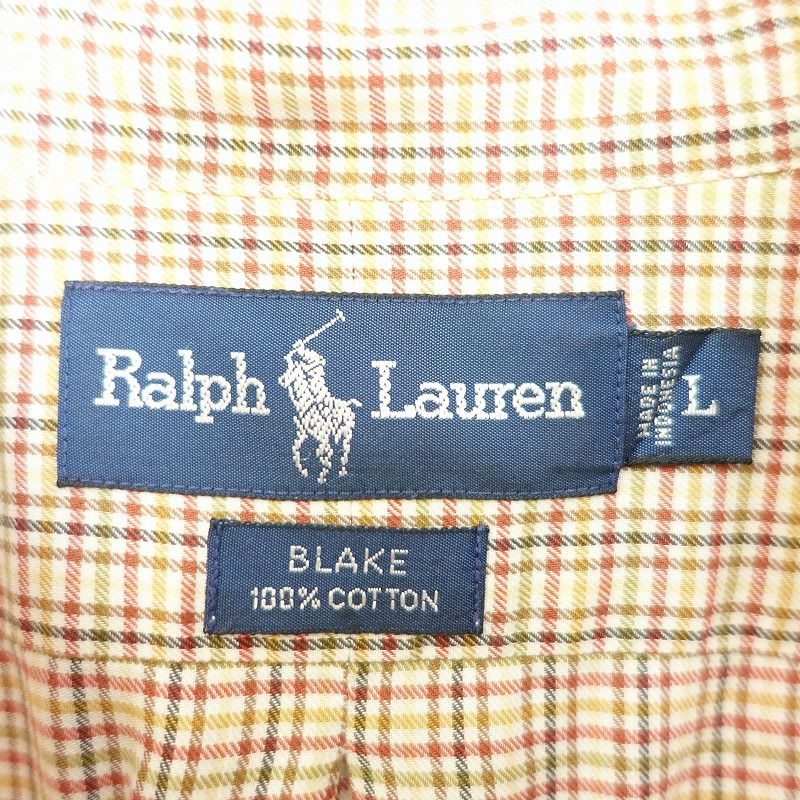 Ralph Lauren
MADE IN
INDONESIA
L
BLAKE
100% COTTON